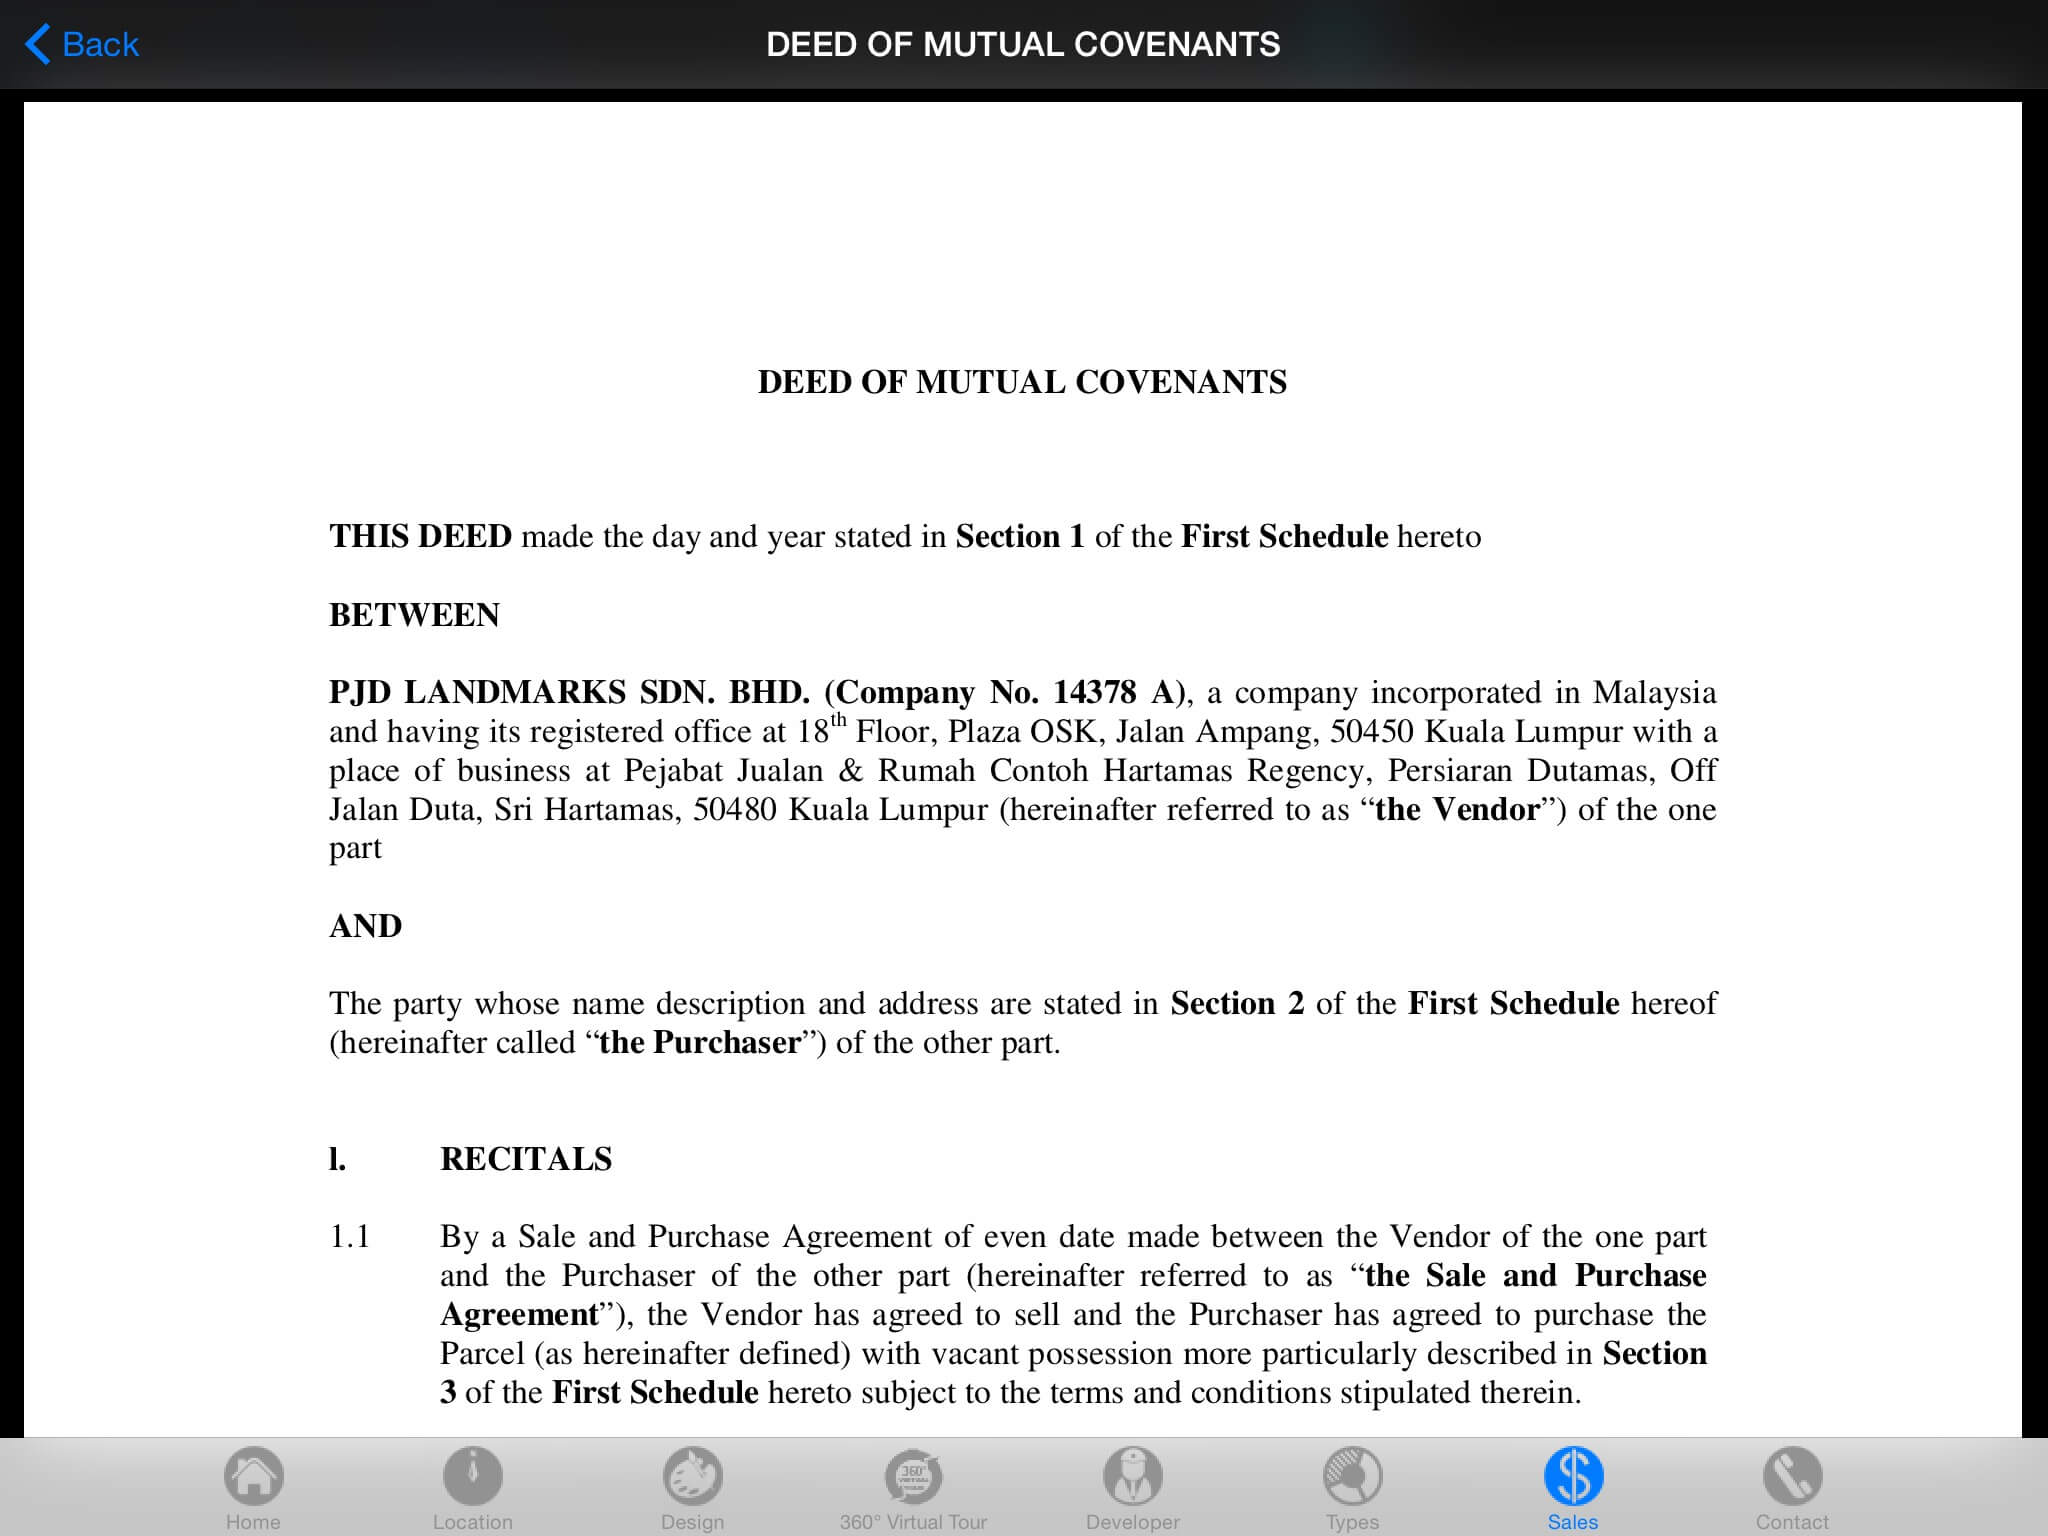 Back
DEED OF MUTUAL COVENANTS
DEED OF MUTUAL COVENANTS
THIS DEED made the day and year stated in Section 1 of the First Schedule hereto
BETWEEN
PJD LANDMARKS SDN. BHD. (Company No. 14378 A), a company incorporated in Malaysia
and having its registered office at 18th Floor, Plaza OSK, Jalan Ampang, 50450 Kuala Lumpur with a
place of business at Pejabat Jualan & Rumah Contoh Hartamas Regency, Persiaran Dutamas, Off
Jalan Duta, Sri Hartamas, 50480 Kuala Lumpur (hereinafter referred to as “the Vendor”) of the one
part
AND
The party whose name description and address are stated in Section 2 of the First Schedule hereof
(hereinafter called “the Purchaser”) of the other part.
l. RECITALS
1.1 By a Sale and Purchase Agreement of even date made between the Vendor of the one part
and the Purchaser of the other part (hereinafter referred to as “the Sale and Purchase
Agreement”), the Vendor has agreed to sell and the Purchaser has agreed to purchase the
Parcel (as hereinafter defined) with vacant possession more particularly described in Section
3 of the First Schedule hereto subject to the terms and conditions stipulated therein.
360°
VIRTUAL
TOUR
Home Location Design 360° Virtual Tour Developer Types Sales Contact